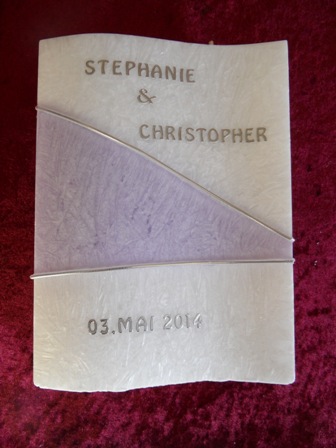 STEPHANIE
&
CHRISTOPHER
03.MAI 2014